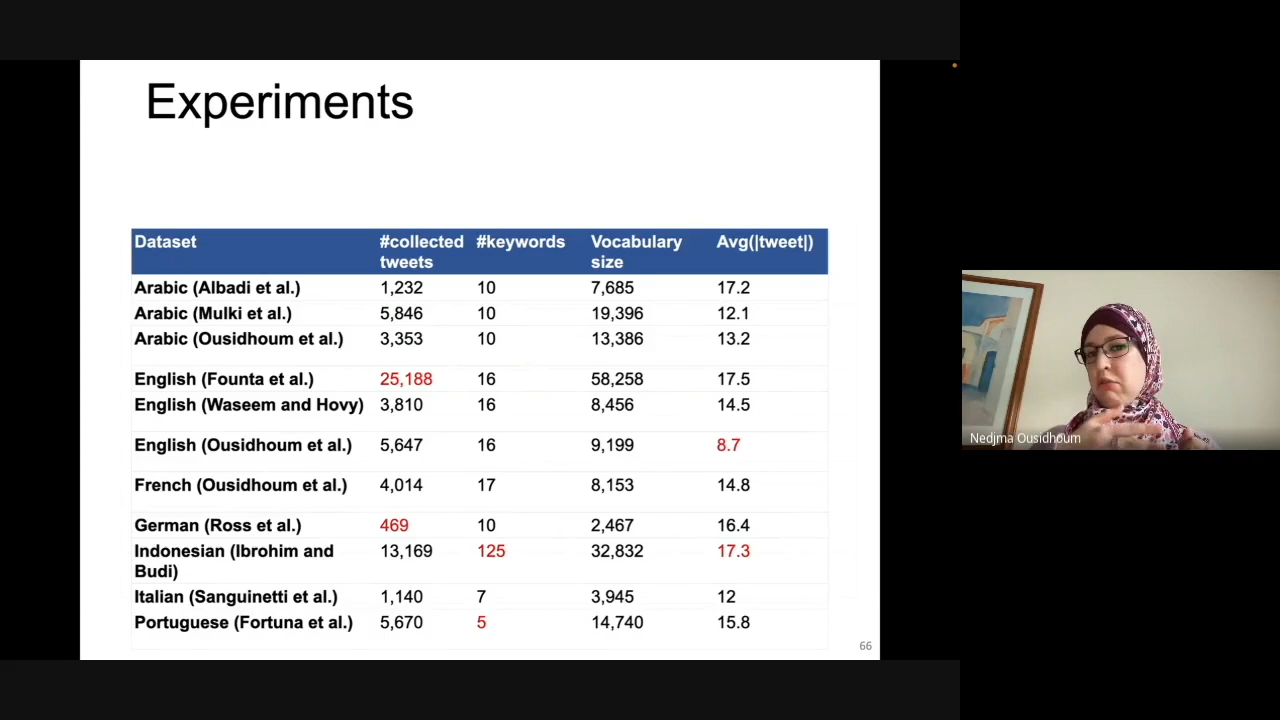 Experiments
Dataset #collected tweets #keywords Vocabulary size Avg(|tweet|)
Arabic (Albadi et al.) 1,232 10 7,685 17.2
Arabic (Mulki et al.) 5,846 10 19,396 12.1
Arabic (Ousidhoum et al.) 3,353 10 13,386 13.2
English (Founta et al.) 25,188 16 58,258 17.5
English (Waseem and Hovy) 3,810 16 8,456 14.5
English (Ousidhoum et al.) 5,647 16 9,199 8.7
French (Ousidhoum et al.) 4,014 17 8,153 14.8
German (Ross et al.) 469 10 2,467 16.4
Indonesian (Ibrohim and Budi) 13,169 125 32,832 17.3
Italian (Sanguinetti et al.) 1,140 7 3,945 12
Portuguese (Fortuna et al.) 5,670 5 14,740 15.8
66
Nedjma Ousidhoum